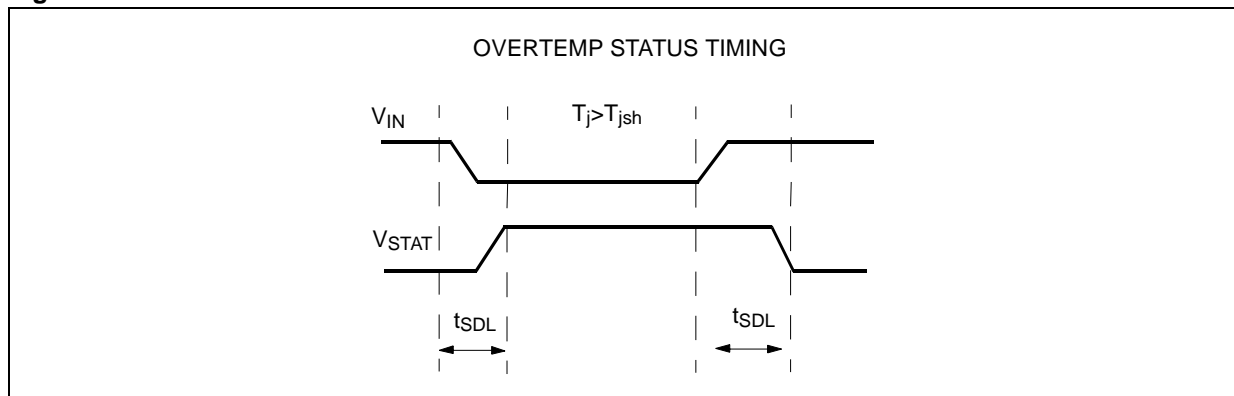 OVERTEMP STATUS TIMING
VIN
Tj>Tjsh
VSTAT
tSDL
tSDL